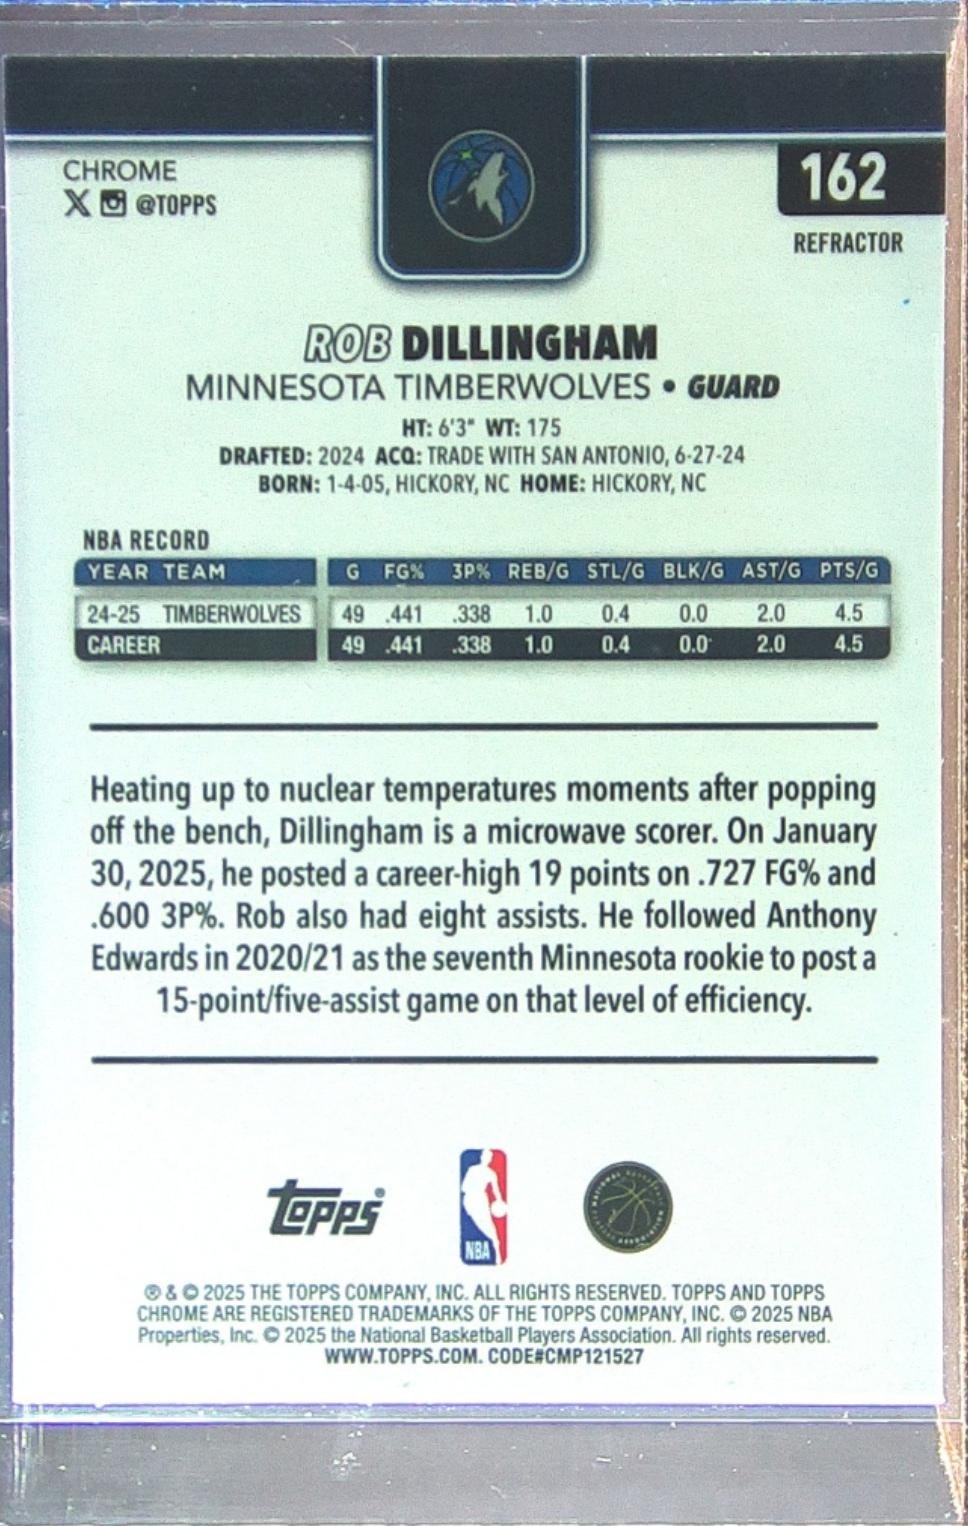 CHROME
X @TOPPS
162
REFRACTOR
ROB DILLINGHAM
MINNESOTA TIMBERWOLVES • GUARD
HT: 6'3" WT: 175
DRAFTED: 2024 ACQ: TRADE WITH SAN ANTONIO, 6-27-24
BORN: 1-4-05, HICKORY, NC HOME: HICKORY, NC
NBA RECORD
YEAR TEAM G FG% 3P% REB/G STL/G BLK/G AST/G PTS/G
24-25 TIMBERWOLVES 49 .441 .338 1.0 0.4 0.0 2.0 4.5
CAREER 49 .441 .338 1.0 0.4 0.0 2.0 4.5
Heating up to nuclear temperatures moments after popping
off the bench, Dillingham is a microwave scorer. On January
30, 2025, he posted a career-high 19 points on .727 FG% and
.600 3P%. Rob also had eight assists. He followed Anthony
Edwards in 2020/21 as the seventh Minnesota rookie to post a
15-point/five-assist game on that level of efficiency.
Topps®
NBA
NATIONAL BASKETBALL PLAYERS ASSOCIATION
® & © 2025 THE TOPPS COMPANY, INC. ALL RIGHTS RESERVED. TOPPS AND TOPPS
CHROME ARE REGISTERED TRADEMARKS OF THE TOPPS COMPANY, INC. © 2025 NBA
Properties, Inc. © 2025 the National Basketball Players Association. All rights reserved.
WWW.TOPPS.COM. CODE#CMP121527